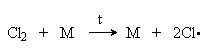 t
Cl₂ + M ⟶ M + 2Cl•